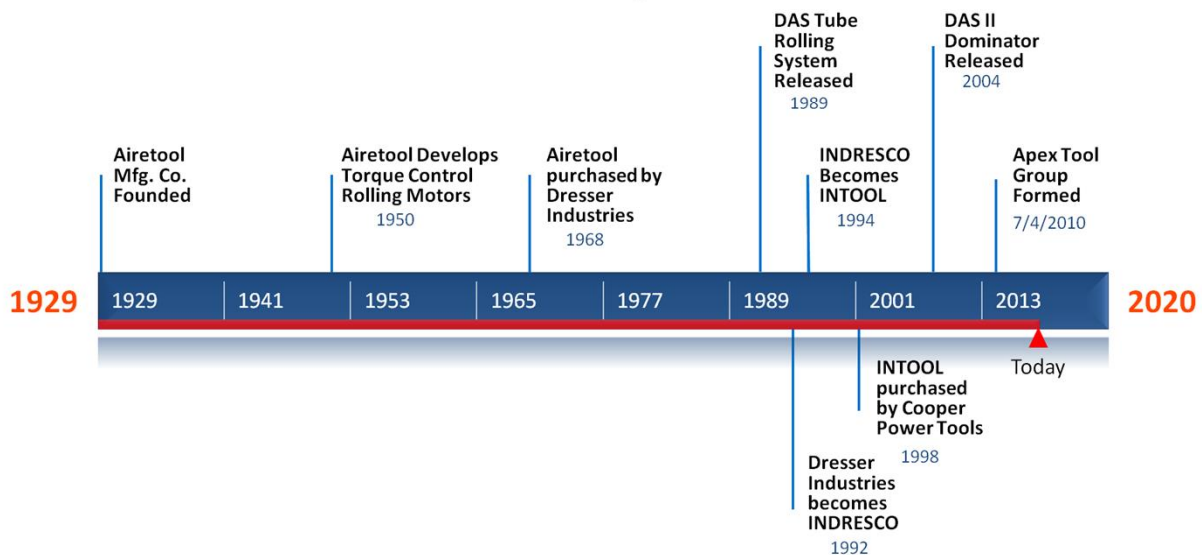 DAS Tube
Rolling
System
Released
1989
DAS II
Dominator
Released
2004
Airetool
Mfg. Co.
Founded
Airetool Develops
Torque Control
Rolling Motors
1950
Airetool
purchased by
Dresser
Industries
1968
INDRESCO
Becomes
INTOOL
1994
Apex Tool
Group
Formed
7/4/2010
1929
1929
1941
1953
1965
1977
1989
2001
2013
2020
Today
INTOOL
purchased
by Cooper
Power Tools
1998
Dresser
Industries
becomes
INDRESCO
1992